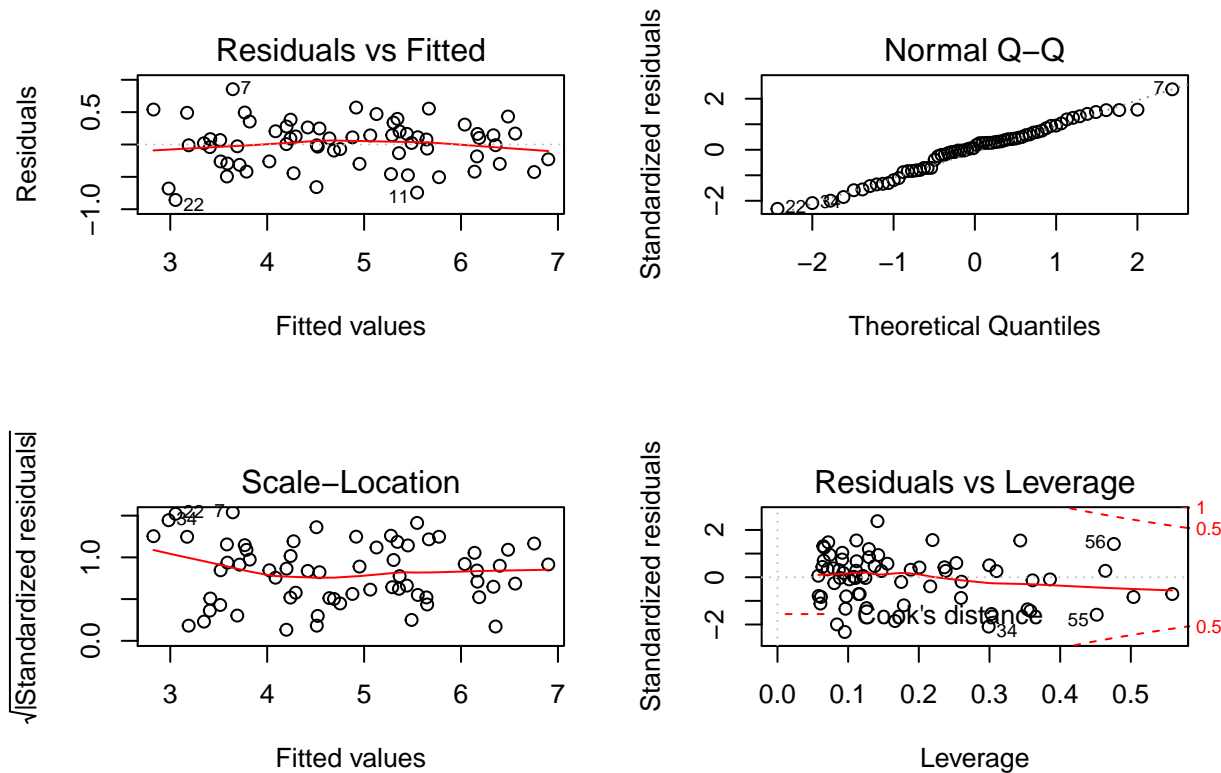 Residuals vs Fitted
Residuals
0.5
−1.0
7
22
11
3 4 5 6 7
Fitted values
Normal Q−Q
Standardized residuals
2
0
−2
7
22
34
−2 −1 0 1 2
Theoretical Quantiles
Scale−Location
√|Standardized residuals|
1.0
0.0
22
7
34
3 4 5 6 7
Fitted values
Residuals vs Leverage
Standardized residuals
2
0
−2
1
0.5
0.5
56
55
34
Cook's distance
0.0 0.1 0.2 0.3 0.4 0.5
Leverage